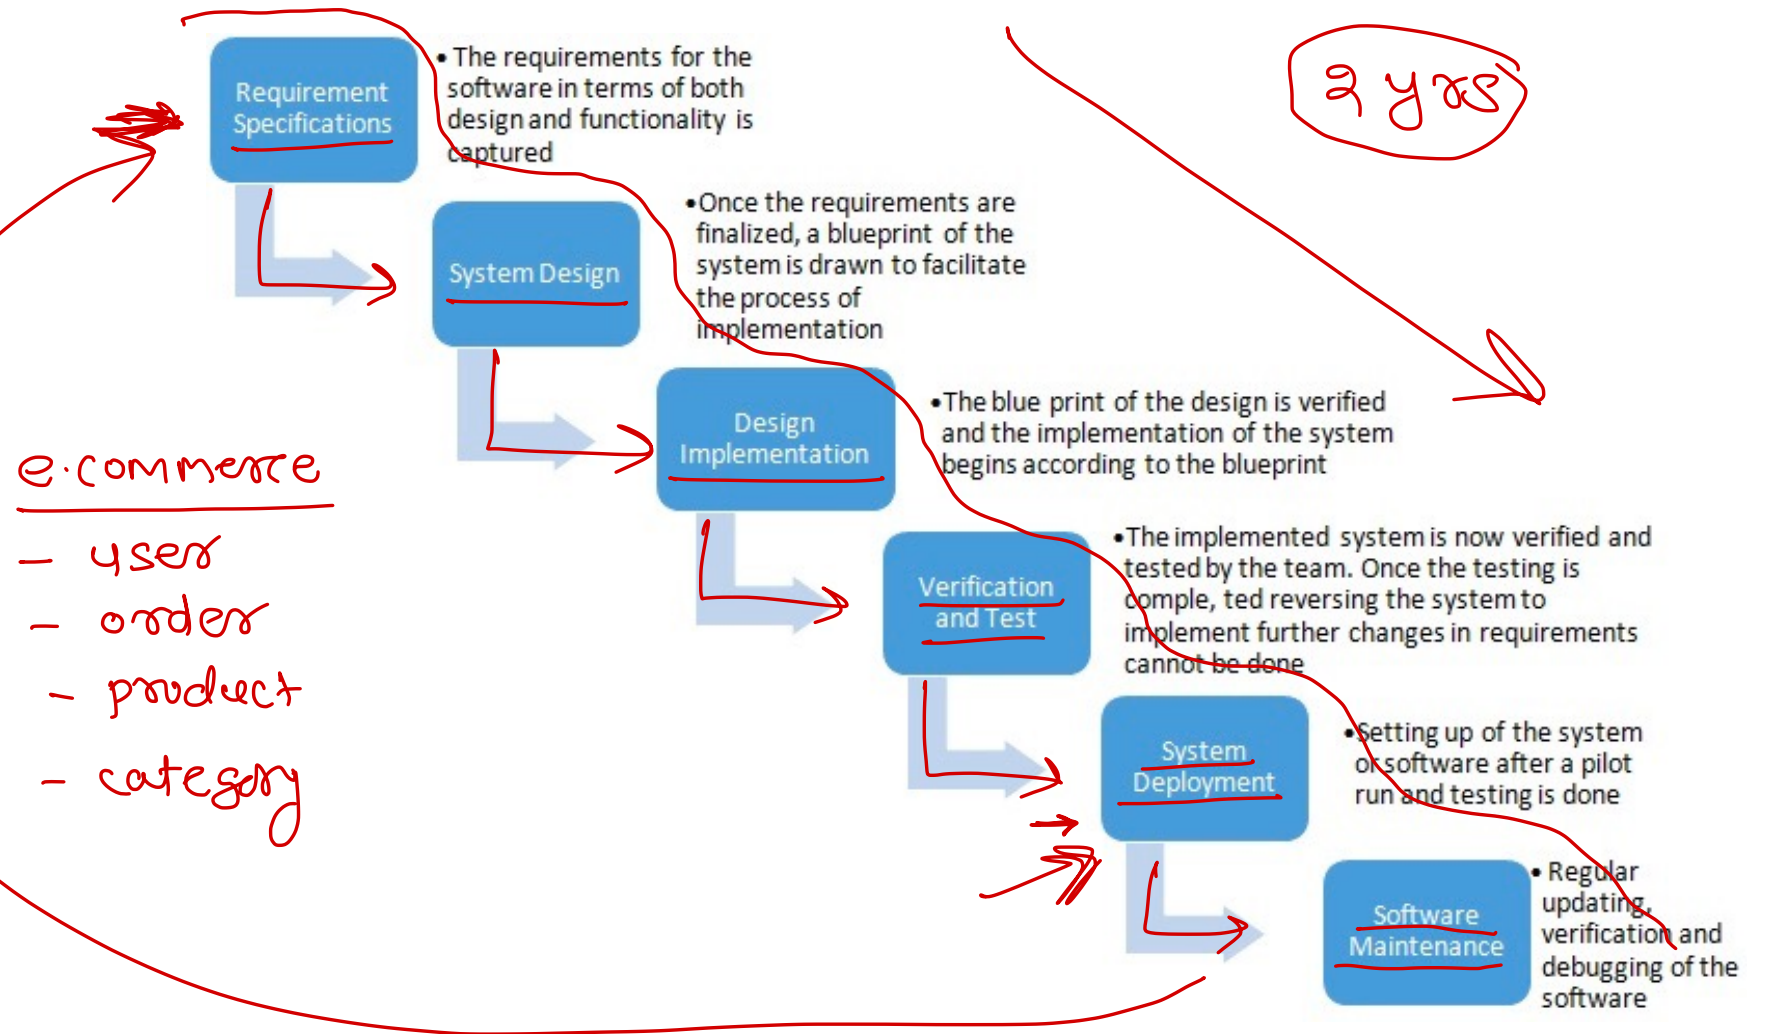 Requirement
Specifications
• The requirements for the
software in terms of both
design and functionality is
captured
2 yrs
System Design
•Once the requirements are
finalized, a blueprint of the
system is drawn to facilitate
the process of
implementation
Design
Implementation
•The blue print of the design is verified
and the implementation of the system
begins according to the blueprint
e.commerce
- user
- order
- product
- category
Verification
and Test
•The implemented system is now verified and
tested by the team. Once the testing is
comple, ted reversing the system to
implement further changes in requirements
cannot be done
System
Deployment
•Setting up of the system
or software after a pilot
run and testing is done
Software
Maintenance
• Regular
updating,
verification and
debugging of the
software